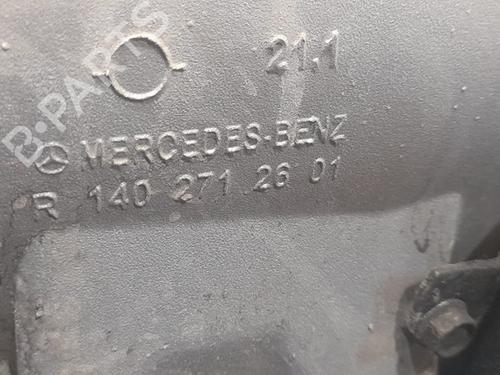 21.1
B-PARTS
MERCEDES-BENZ
R 140 271 26 01